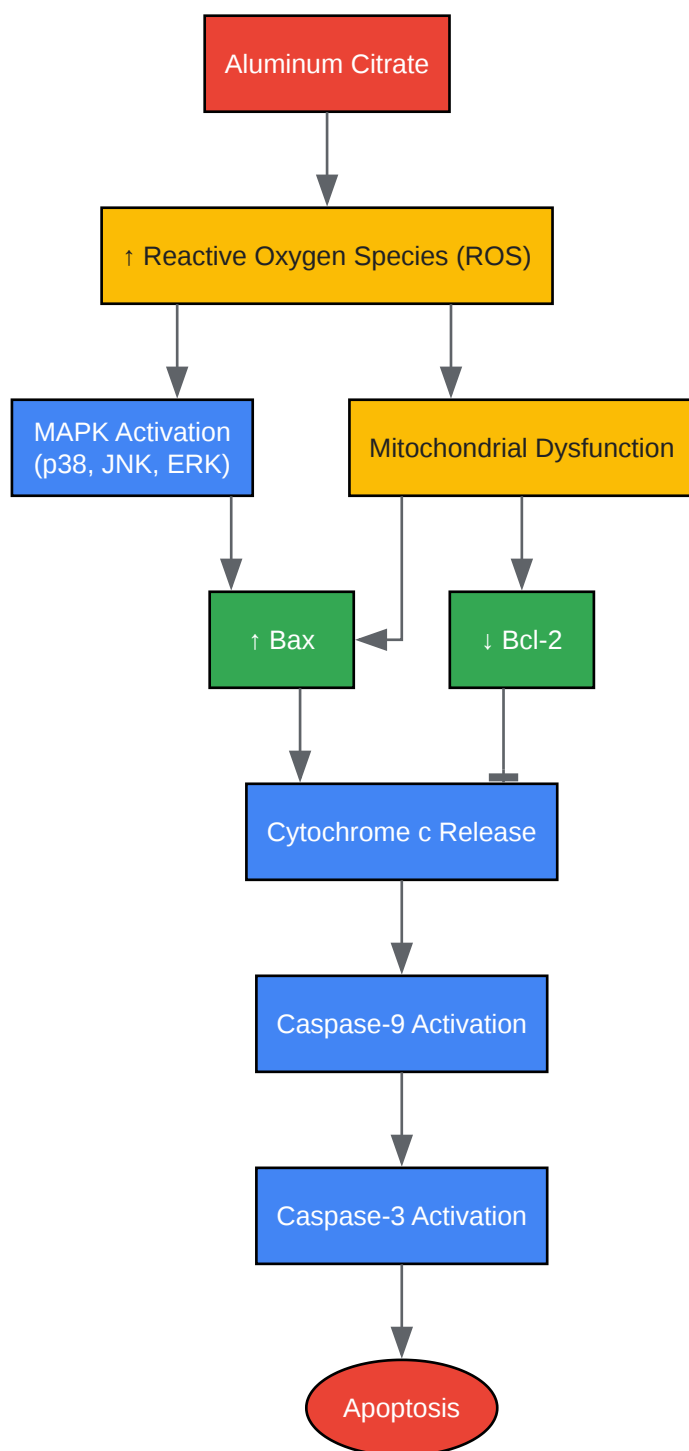 Aluminum Citrate
↑ Reactive Oxygen Species (ROS)
MAPK Activation
(p38, JNK, ERK)
Mitochondrial Dysfunction
↑ Bax
↓ Bcl-2
Cytochrome c Release
Caspase-9 Activation
Caspase-3 Activation
Apoptosis